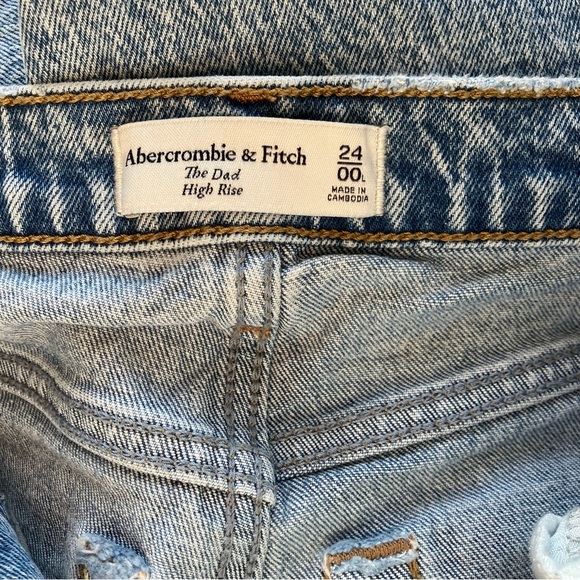 Abercrombie & Fitch
The Dad
High Rise
24
00L
MADE IN
CAMBODIA